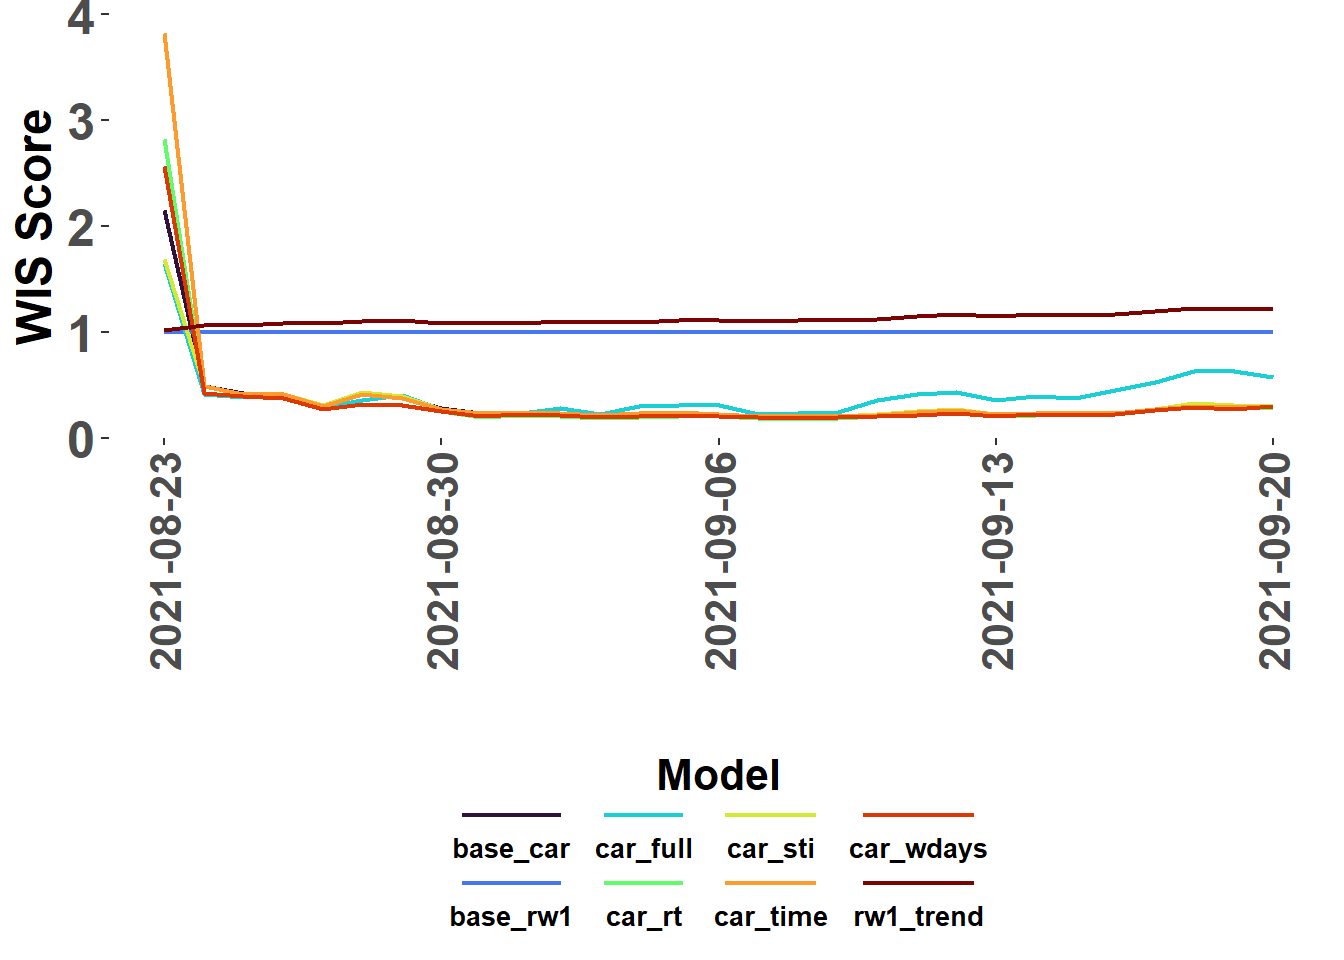 4
3
2
1
0
WIS Score
2021-08-23
2021-08-30
2021-09-06
2021-09-13
2021-09-20
Model
base_car car_full car_sti car_wdays
base_rw1 car_rt car_time rw1_trend